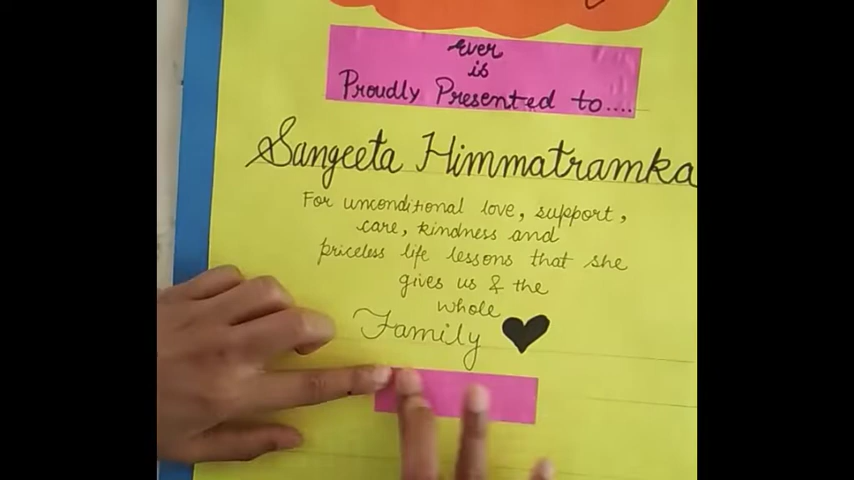 ever
is
Proudly Presented to....
Sangeeta Himmatramka
For unconditional love, support,
care, kindness and
priceless life lessons that she
gives us & the
whole
Family